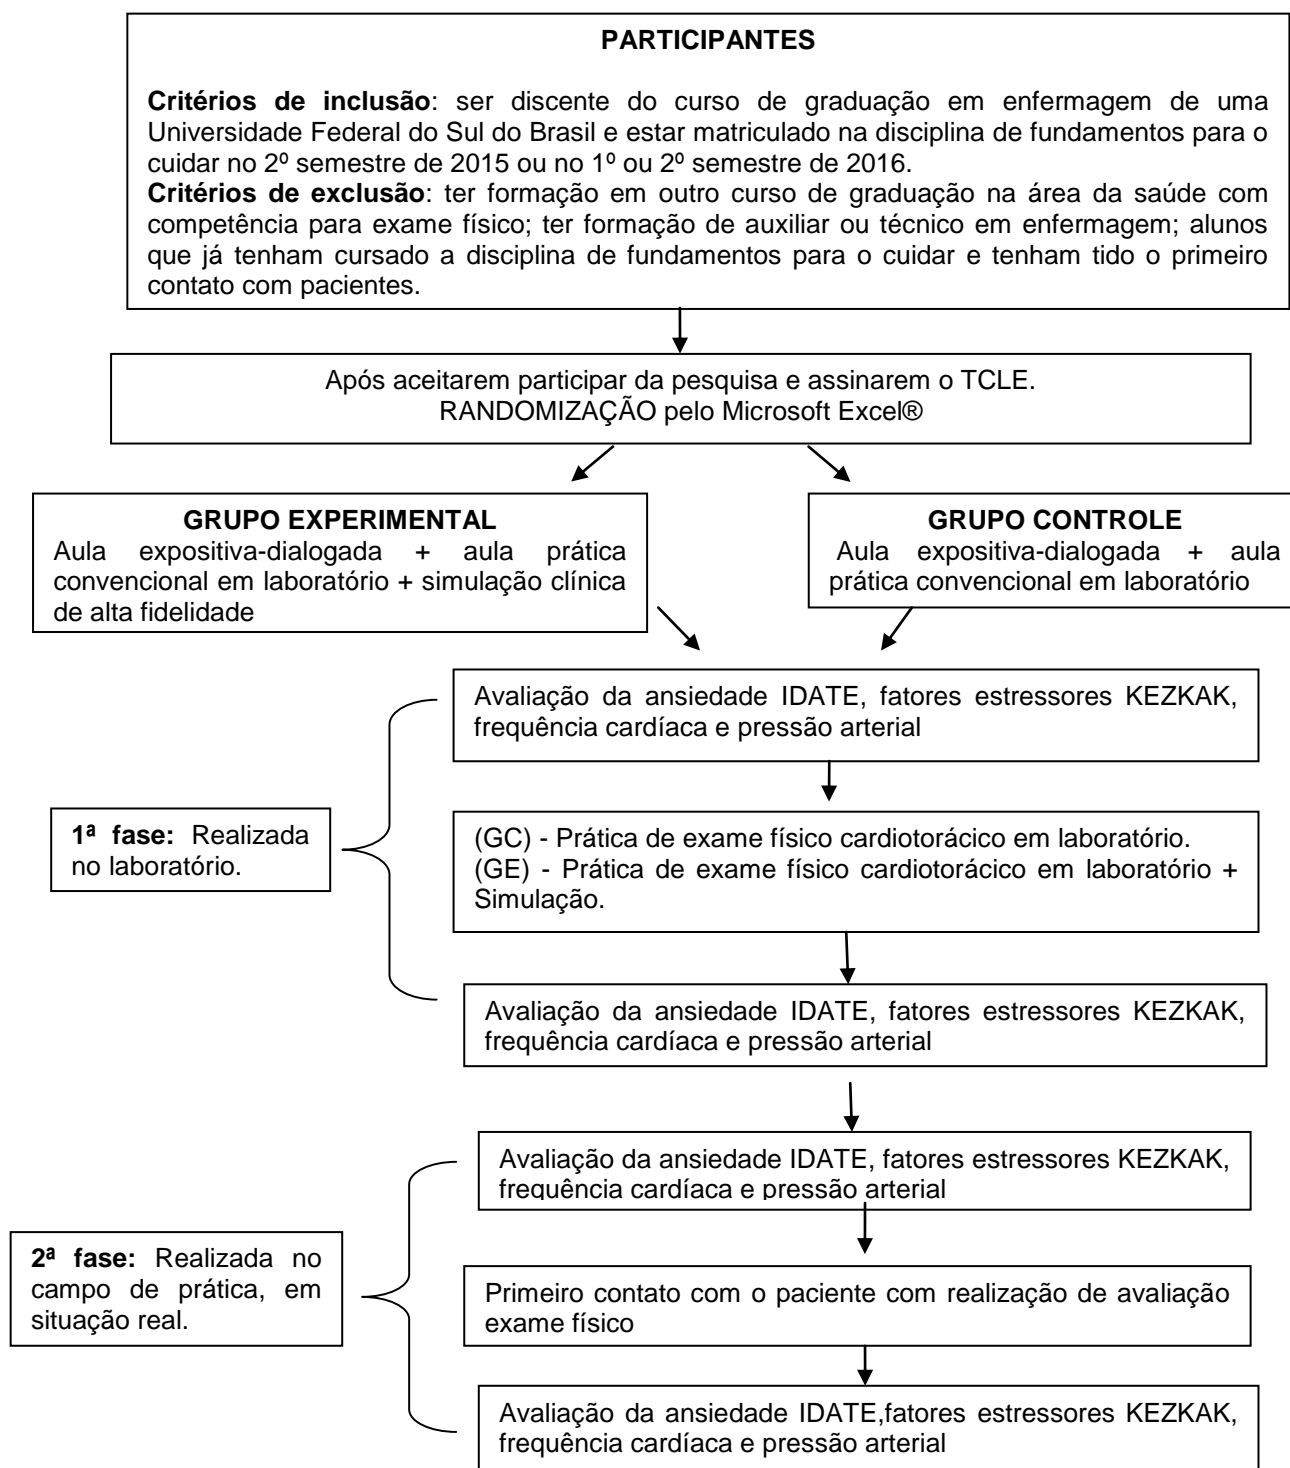 PARTICIPANTES
Critérios de inclusão: ser discente do curso de graduação em enfermagem de uma
Universidade Federal do Sul do Brasil e estar matriculado na disciplina de fundamentos para o
cuidar no 2º semestre de 2015 ou no 1º ou 2º semestre de 2016.
Critérios de exclusão: ter formação em outro curso de graduação na área da saúde com
competência para exame físico; ter formação de auxiliar ou técnico em enfermagem; alunos
que já tenham cursado a disciplina de fundamentos para o cuidar e tenham tido o primeiro
contato com pacientes.
Após aceitarem participar da pesquisa e assinarem o TCLE.
RANDOMIZAÇÃO pelo Microsoft Excel®
GRUPO EXPERIMENTAL
Aula expositiva-dialogada + aula prática
convencional em laboratório + simulação clínica
de alta fidelidade
GRUPO CONTROLE
Aula expositiva-dialogada + aula
prática convencional em laboratório
Avaliação da ansiedade IDATE, fatores estressores KEZKAK,
frequência cardíaca e pressão arterial
1ª fase: Realizada
no laboratório.
(GC) - Prática de exame físico cardiotorácico em laboratório.
(GE) - Prática de exame físico cardiotorácico em laboratório +
Simulação.
Avaliação da ansiedade IDATE, fatores estressores KEZKAK,
frequência cardíaca e pressão arterial
Avaliação da ansiedade IDATE, fatores estressores KEZKAK,
frequência cardíaca e pressão arterial
2ª fase: Realizada no
campo de prática, em
situação real.
Primeiro contato com o paciente com realização de avaliação
exame físico
Avaliação da ansiedade IDATE,fatores estressores KEZKAK,
frequência cardíaca e pressão arterial